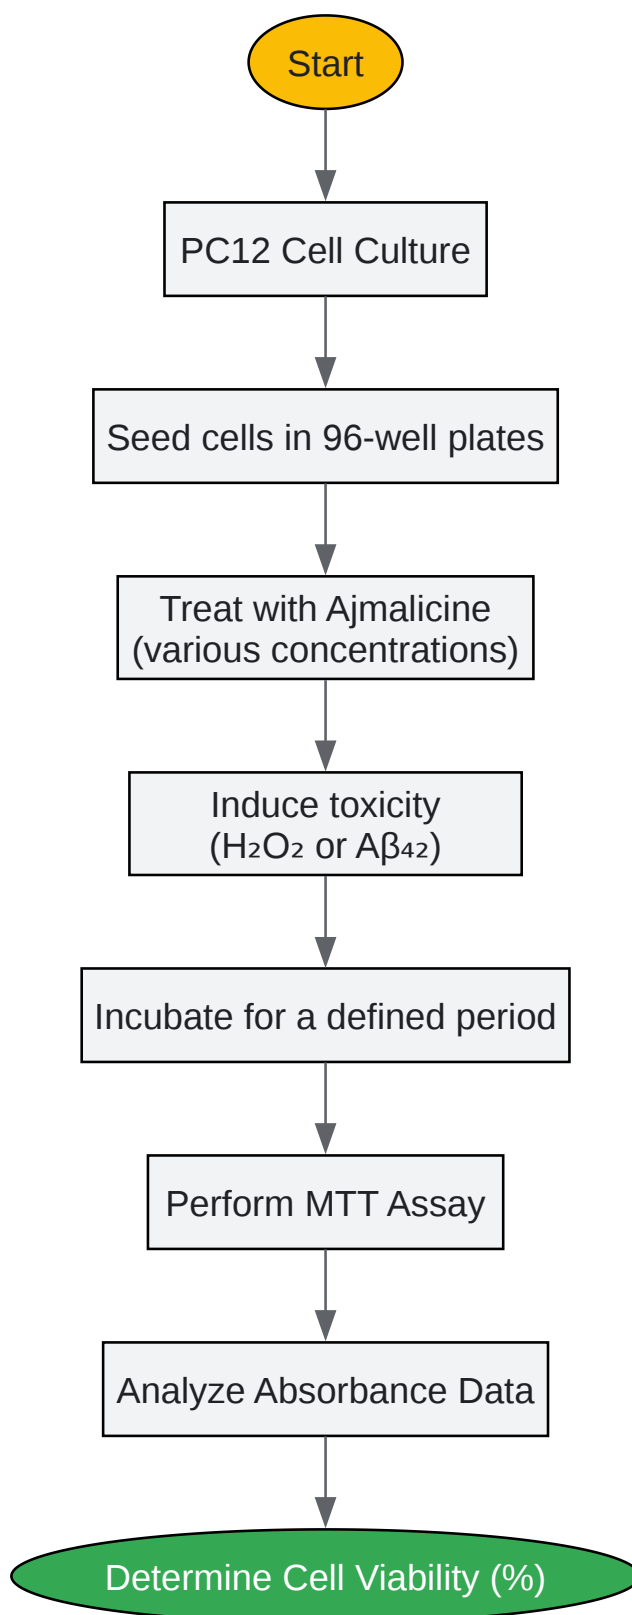 Start
PC12 Cell Culture
Seed cells in 96-well plates
Treat with Ajmalicine
(various concentrations)
Induce toxicity
(H₂O₂ or Aβ₄₂)
Incubate for a defined period
Perform MTT Assay
Analyze Absorbance Data
Determine Cell Viability (%)